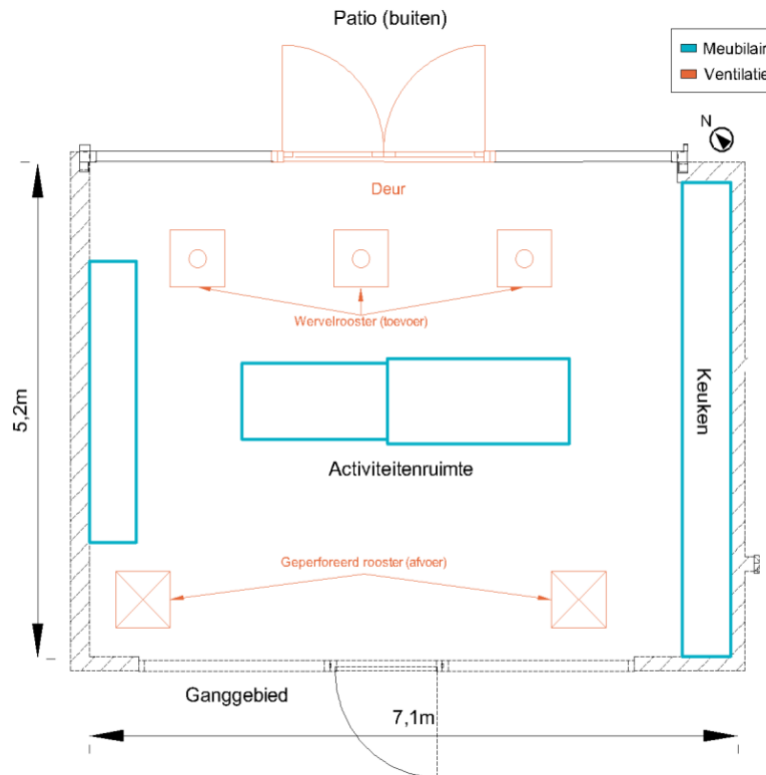 Patio (buiten)
Meubilair
Ventilatie
N
Deur
Wervelrooster (toevoer)
5,2m
Keuken
Activiteitenruimte
Geperforeerd rooster (afvoer)
Ganggebied
7,1m